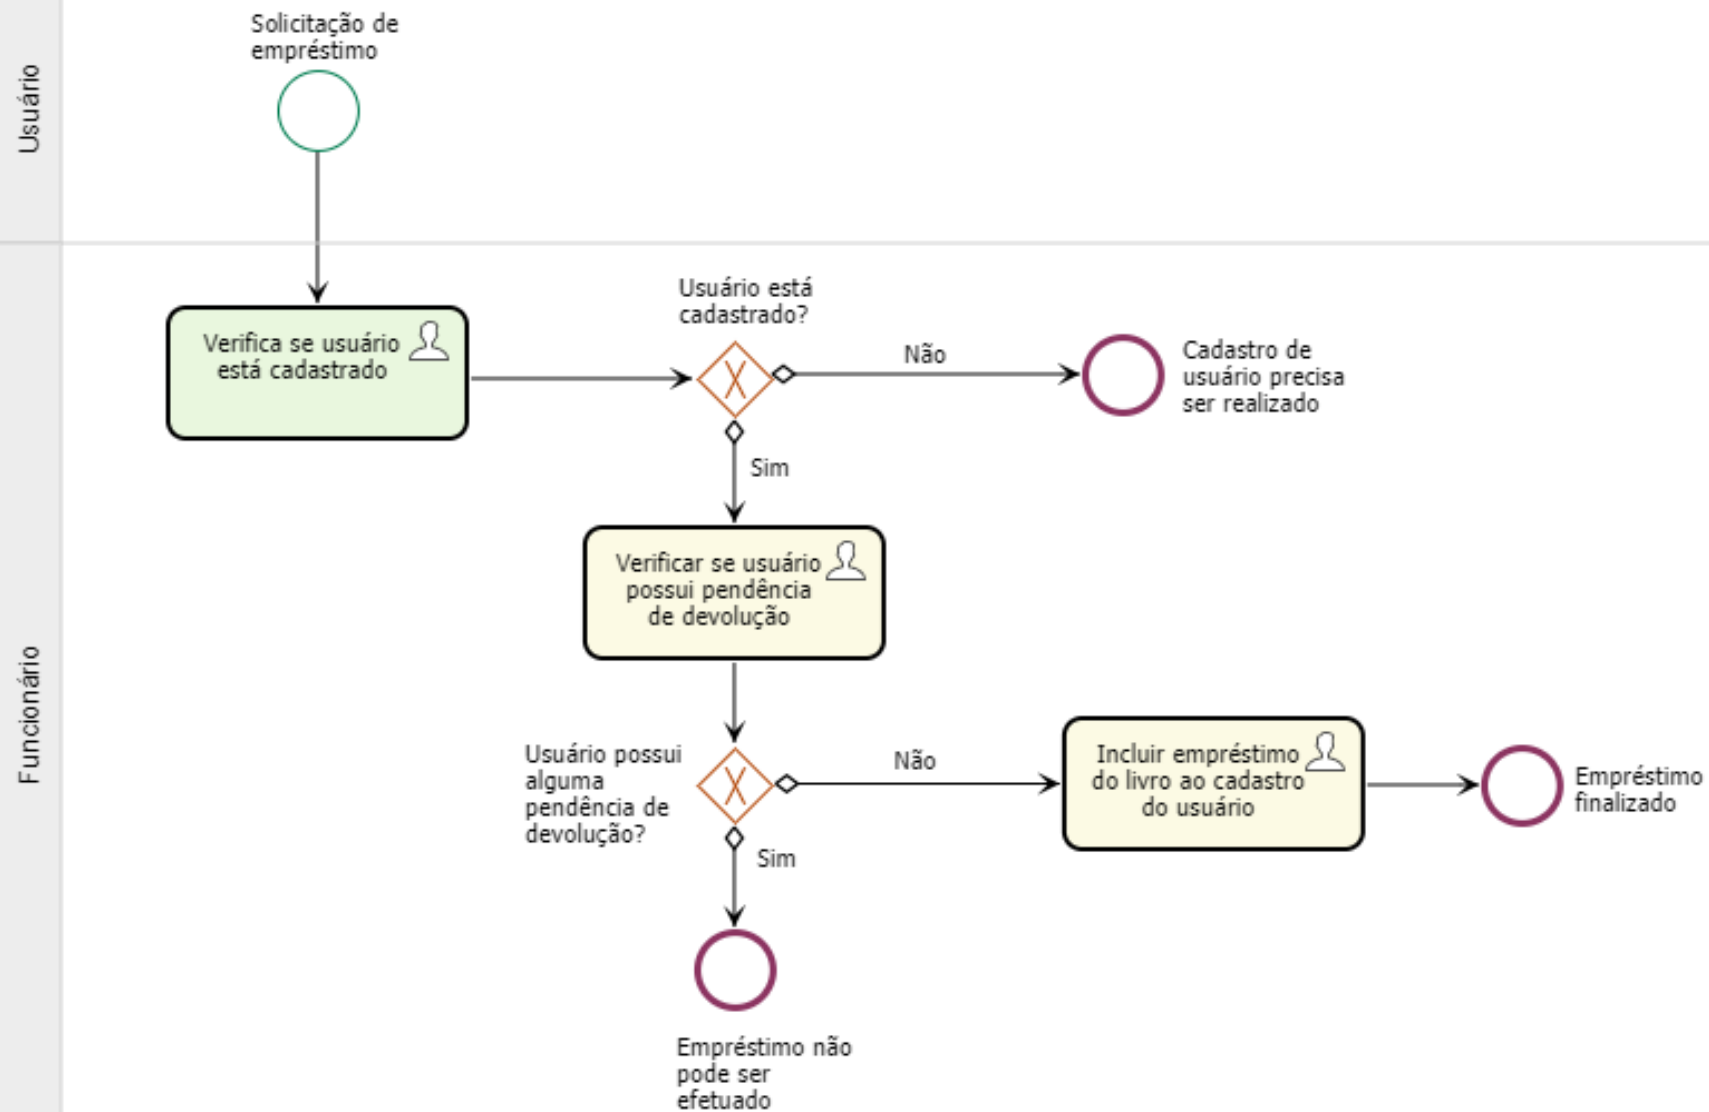 Usuário
Solicitação de
empréstimo
Funcionário
Verifica se usuário
está cadastrado
Usuário está
cadastrado?
Não
Cadastro de
usuário precisa
ser realizado
Sim
Verificar se usuário
possui pendência
de devolução
Usuário possui
alguma
pendência de
devolução?
Não
Incluir empréstimo
do livro ao cadastro
do usuário
Empréstimo
finalizado
Sim
Empréstimo não
pode ser
efetuado